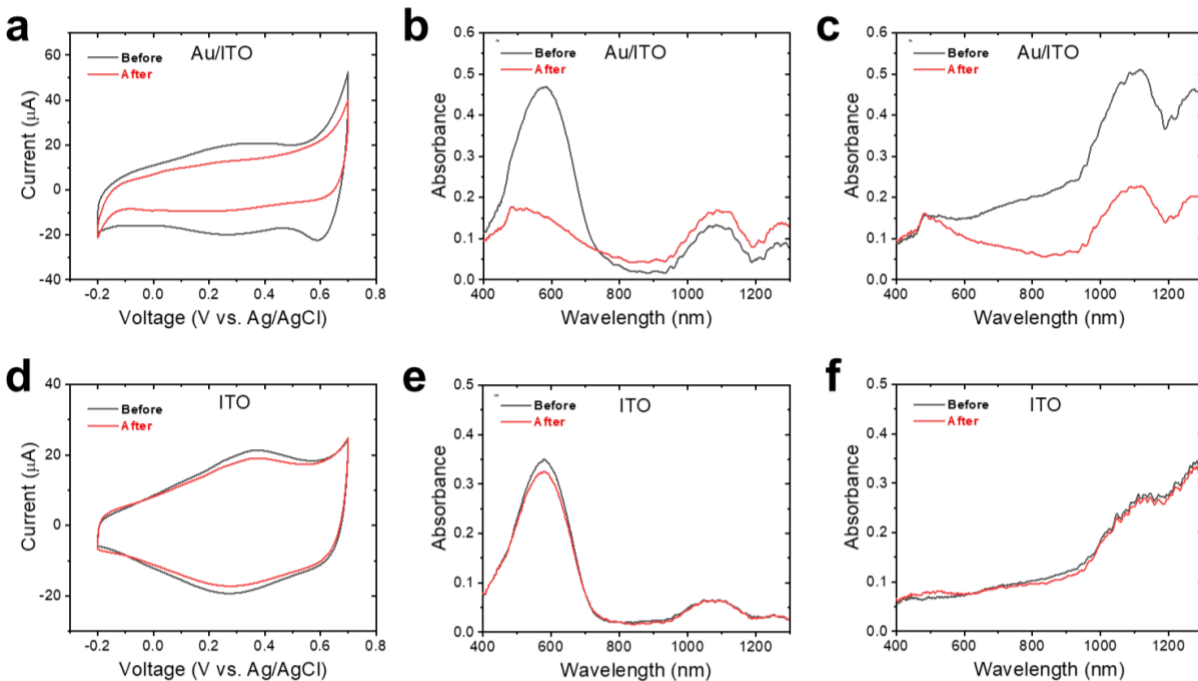 a
Au/ITO
Before
After
60
40
20
0
-20
-40
-0.2
0.0
0.2
0.4
0.6
0.8
Current (μA)
Voltage (V vs. Ag/AgCl)
b
Au/ITO
Before
After
0.6
0.5
0.4
0.3
0.2
0.1
0.0
400
600
800
1000
1200
Absorbance
Wavelength (nm)
c
Au/ITO
Before
After
0.6
0.5
0.4
0.3
0.2
0.1
0.0
400
600
800
1000
1200
Absorbance
Wavelength (nm)
d
ITO
Before
After
40
20
0
-20
-0.2
0.0
0.2
0.4
0.6
0.8
Current (μA)
Voltage (V vs. Ag/AgCl)
e
ITO
Before
After
0.5
0.4
0.3
0.2
0.1
0.0
400
600
800
1000
1200
Absorbance
Wavelength (nm)
f
ITO
Before
After
0.5
0.4
0.3
0.2
0.1
0.0
400
600
800
1000
1200
Absorbance
Wavelength (nm)